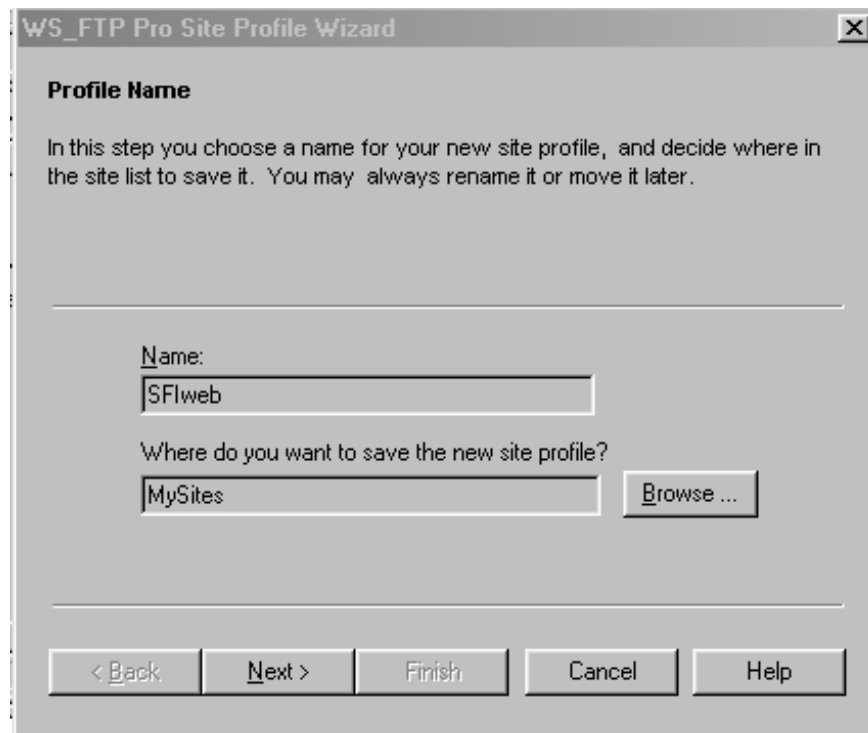 WS_FTP Pro Site Profile Wizard
Profile Name
In this step you choose a name for your new site profile, and decide where in
the site list to save it. You may always rename it or move it later.
Name:
SFIweb
Where do you want to save the new site profile?
MySites
Browse ...
< Back
Next >
Finish
Cancel
Help